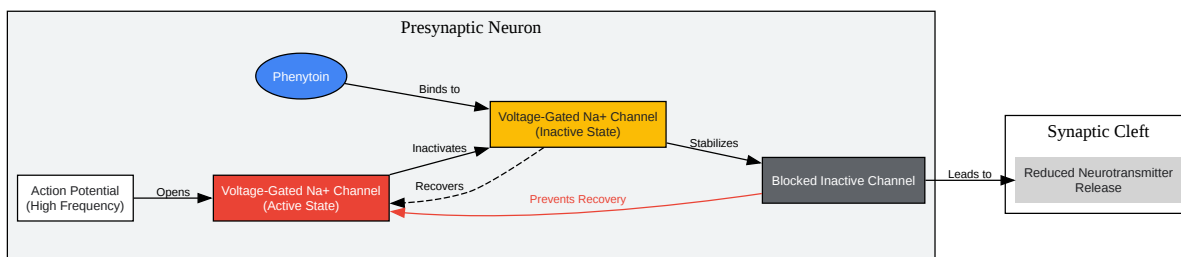 Presynaptic Neuron
Phenytoin
Binds to
Voltage-Gated Na+ Channel
(Inactive State)
Inactivates
Stabilizes
Recovers
Action Potential
(High Frequency)
Opens
Voltage-Gated Na+ Channel
(Active State)
Prevents Recovery
Blocked Inactive Channel
Leads to
Synaptic Cleft
Reduced Neurotransmitter
Release